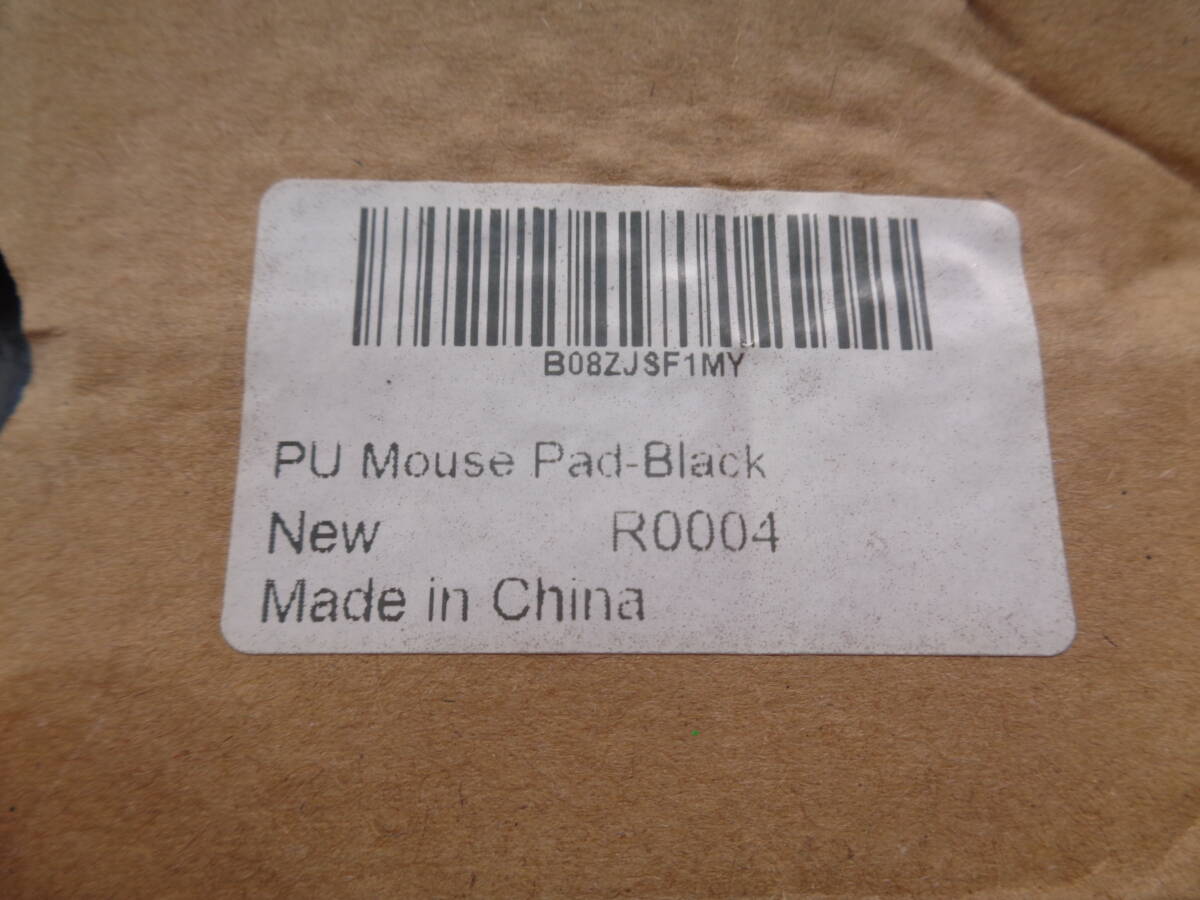 B08ZJSF1MY
PU Mouse Pad-Black
New R0004
Made in China